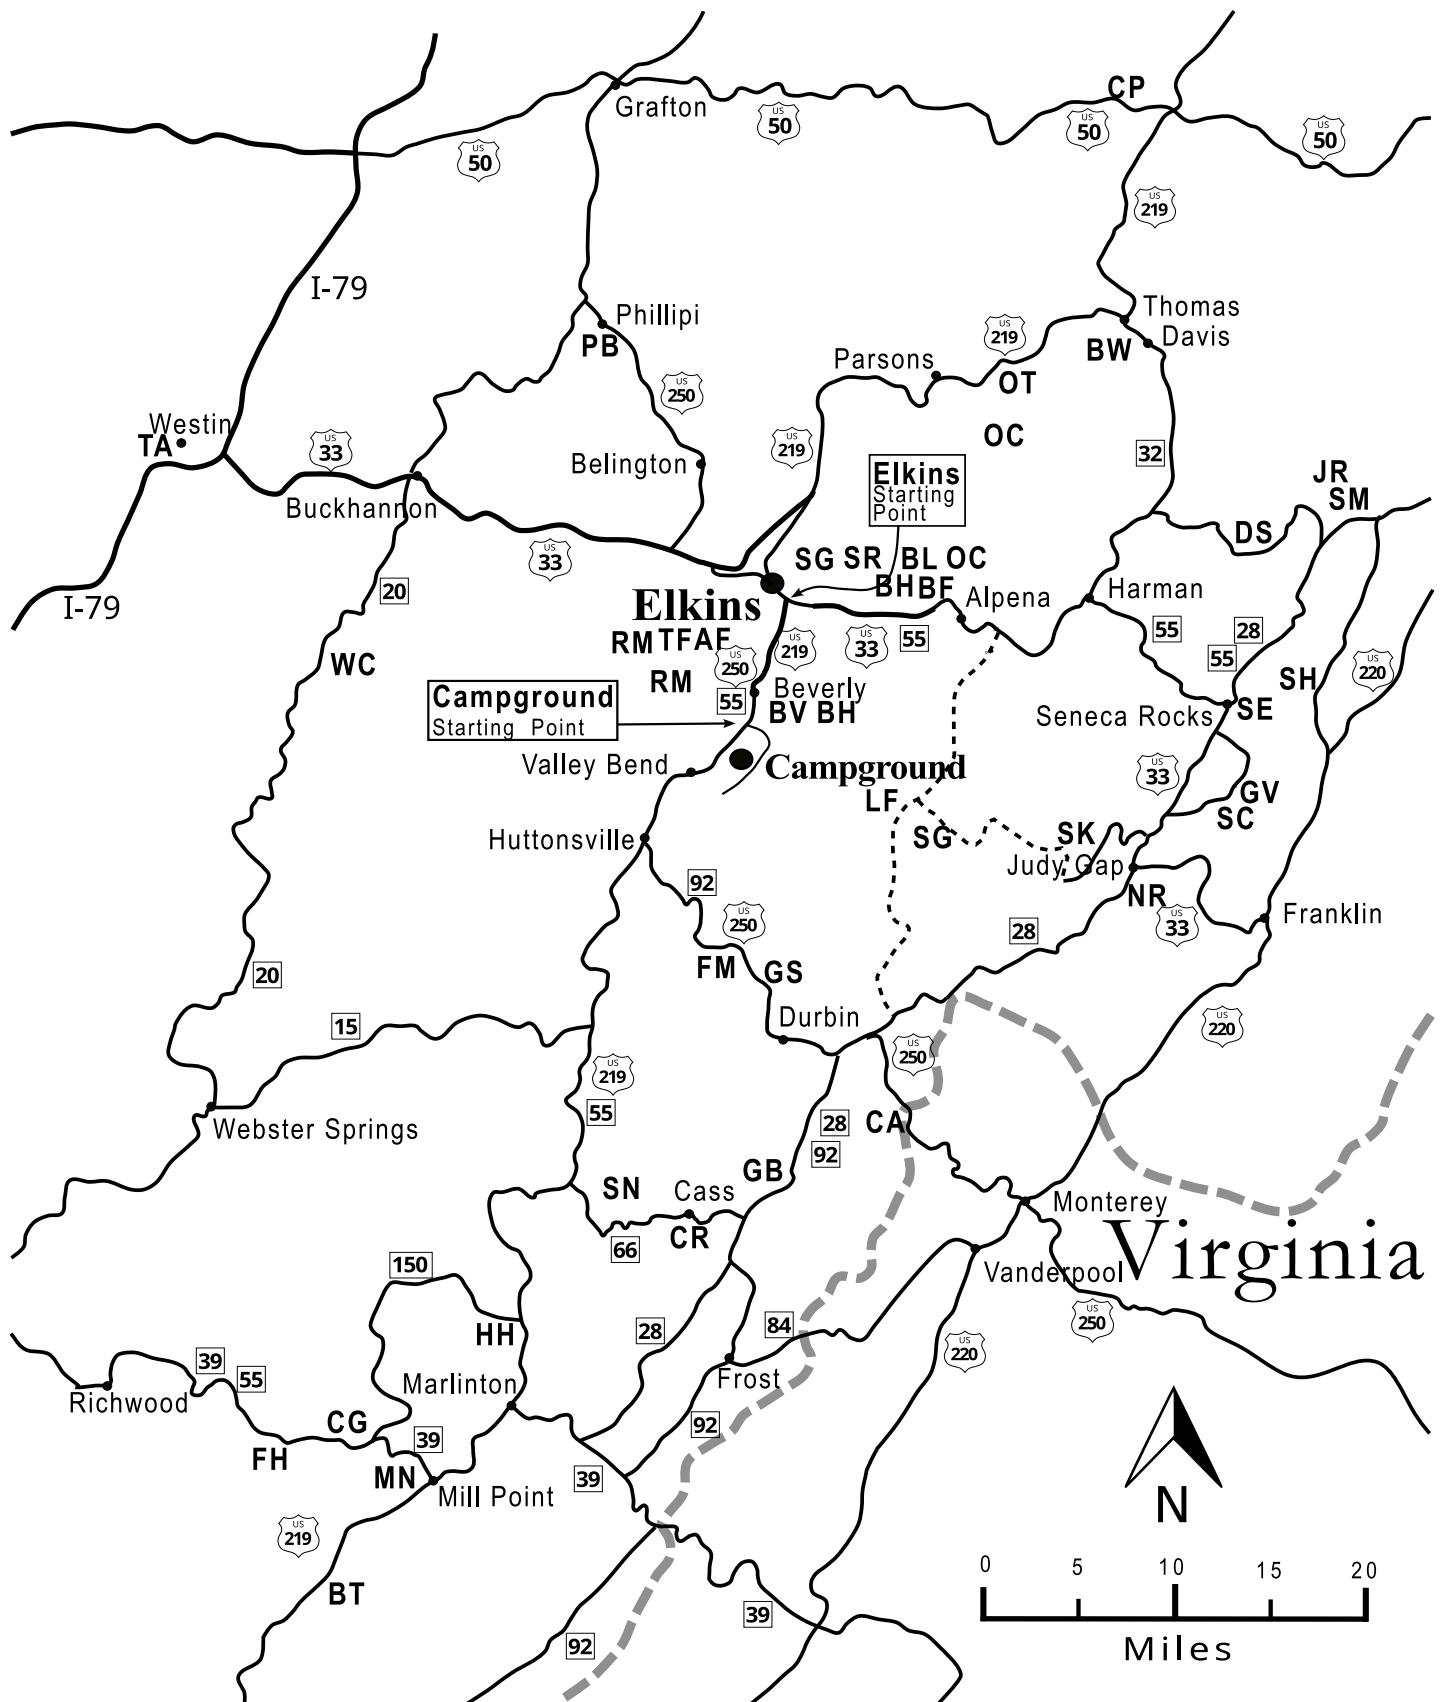 CP
Grafton
US
50
US
50
US
50
US
50
US
219
I-79
Thomas
Phillipi
US
219
Davis
PB
BW
Parsons
OT
US
250
Westin
TA
US
33
US
219
OC
32
Belington
Elkins
Starting
Point
JR
SM
Buckhannon
DS
US
33
SG SR BL OC
BH BF
20
I-79
Elkins
Alpena
Harman
RM TF AF
US
219
US
33
55
55
28
55
WC
RM
US
250
55
Beverly
BV BH
SH
US
220
Campground
Starting Point
Seneca Rocks
SE
Valley Bend
Campground
US
33
LF
GV
SC
Huttonsville
SG
SK
Judy Gap
92
NR
US
33
Franklin
US
250
28
FM
GS
20
15
Durbin
US
250
US
220
US
219
55
Webster Springs
28
92
CA
GB
SN
Cass
CR
66
Monterey
Virginia
150
Vanderpool
US
250
HH
28
84
US
220
39
55
Richwood
Marlinton
Frost
CG
39
92
FH
MN
Mill Point
39
N
US
219
BT
0 5 10 15 20
39
92
Miles